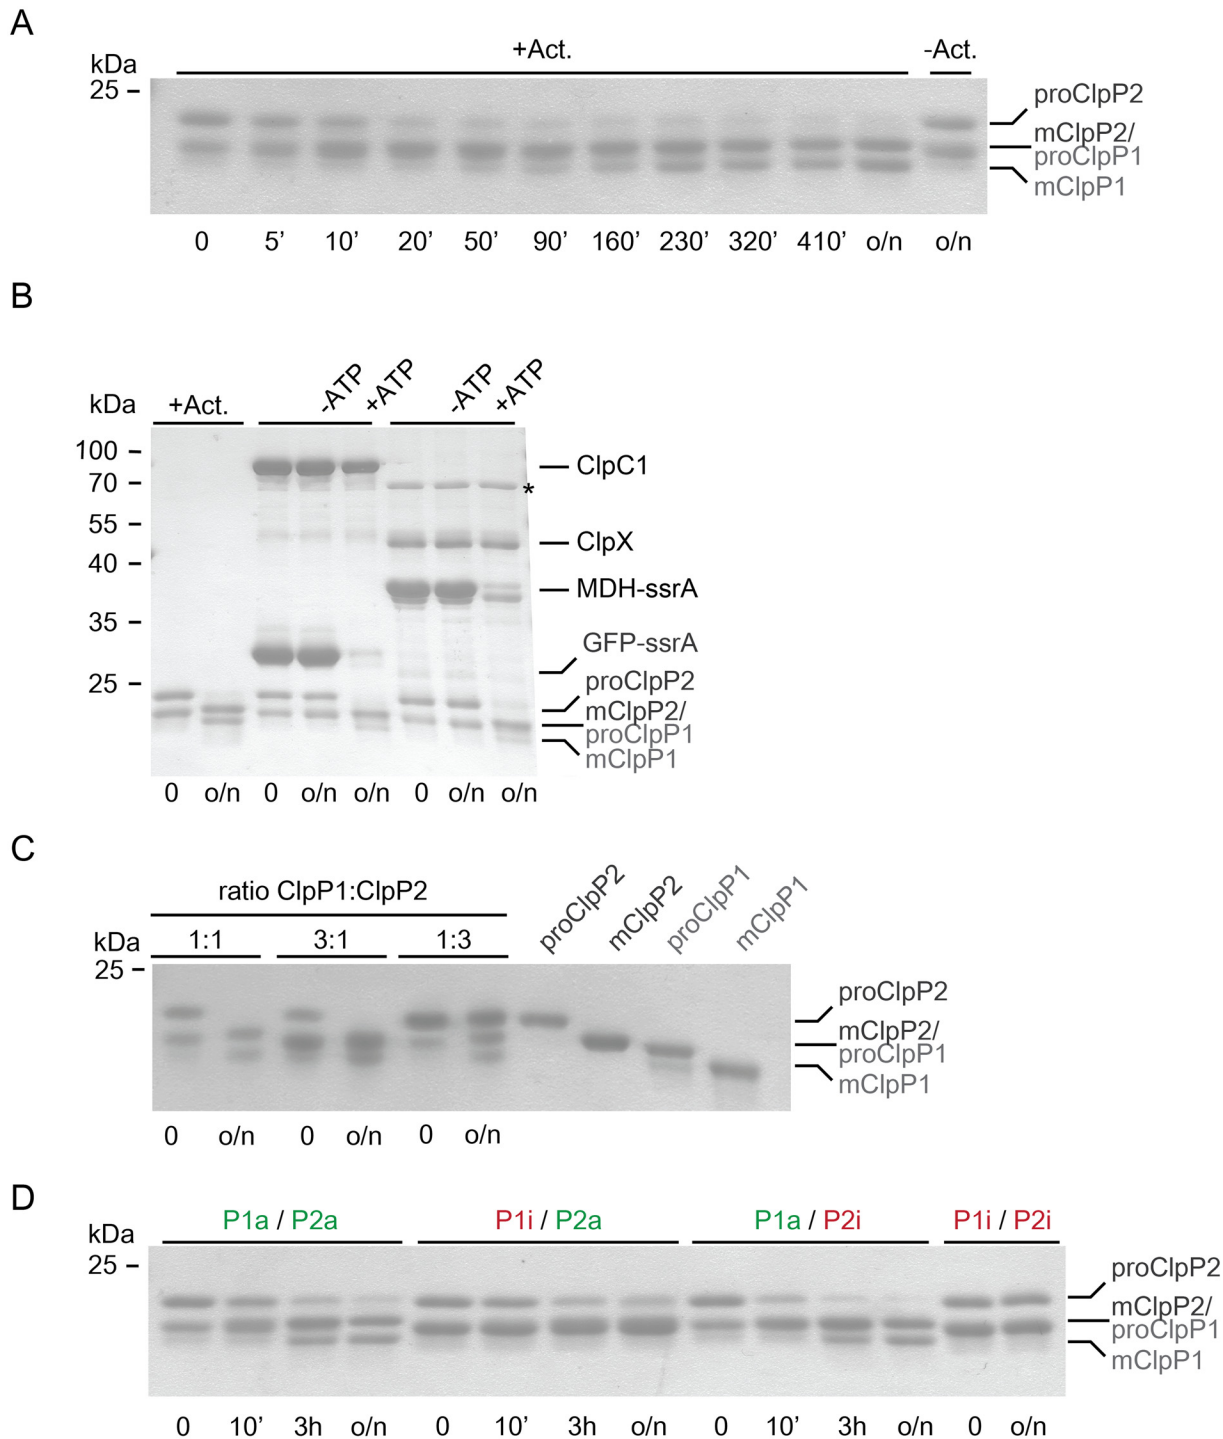 A
+Act.
-Act.
kDa
25
proClpP2
mClpP2/
proClpP1
mClpP1
0 5’ 10’ 20’ 50’ 90’ 160’ 230’ 320’ 410’ o/n o/n
B
kDa
+Act.
-ATP
+ATP
-ATP
+ATP
100
70
55
40
35
25
ClpC1
*
ClpX
MDH-ssrA
GFP-ssrA
proClpP2
mClpP2/
proClpP1
mClpP1
0 o/n 0 o/n o/n 0 o/n o/n
C
ratio ClpP1:ClpP2
kDa
1:1 3:1 1:3
proClpP2
mClpP2
proClpP1
mClpP1
25
proClpP2
mClpP2/
proClpP1
mClpP1
0 o/n 0 o/n 0 o/n
D
kDa
P1a / P2a P1i / P2a P1a / P2i P1i / P2i
25
proClpP2
mClpP2/
proClpP1
mClpP1
0 10’ 3h o/n 0 10’ 3h o/n 0 10’ 3h o/n 0 o/n